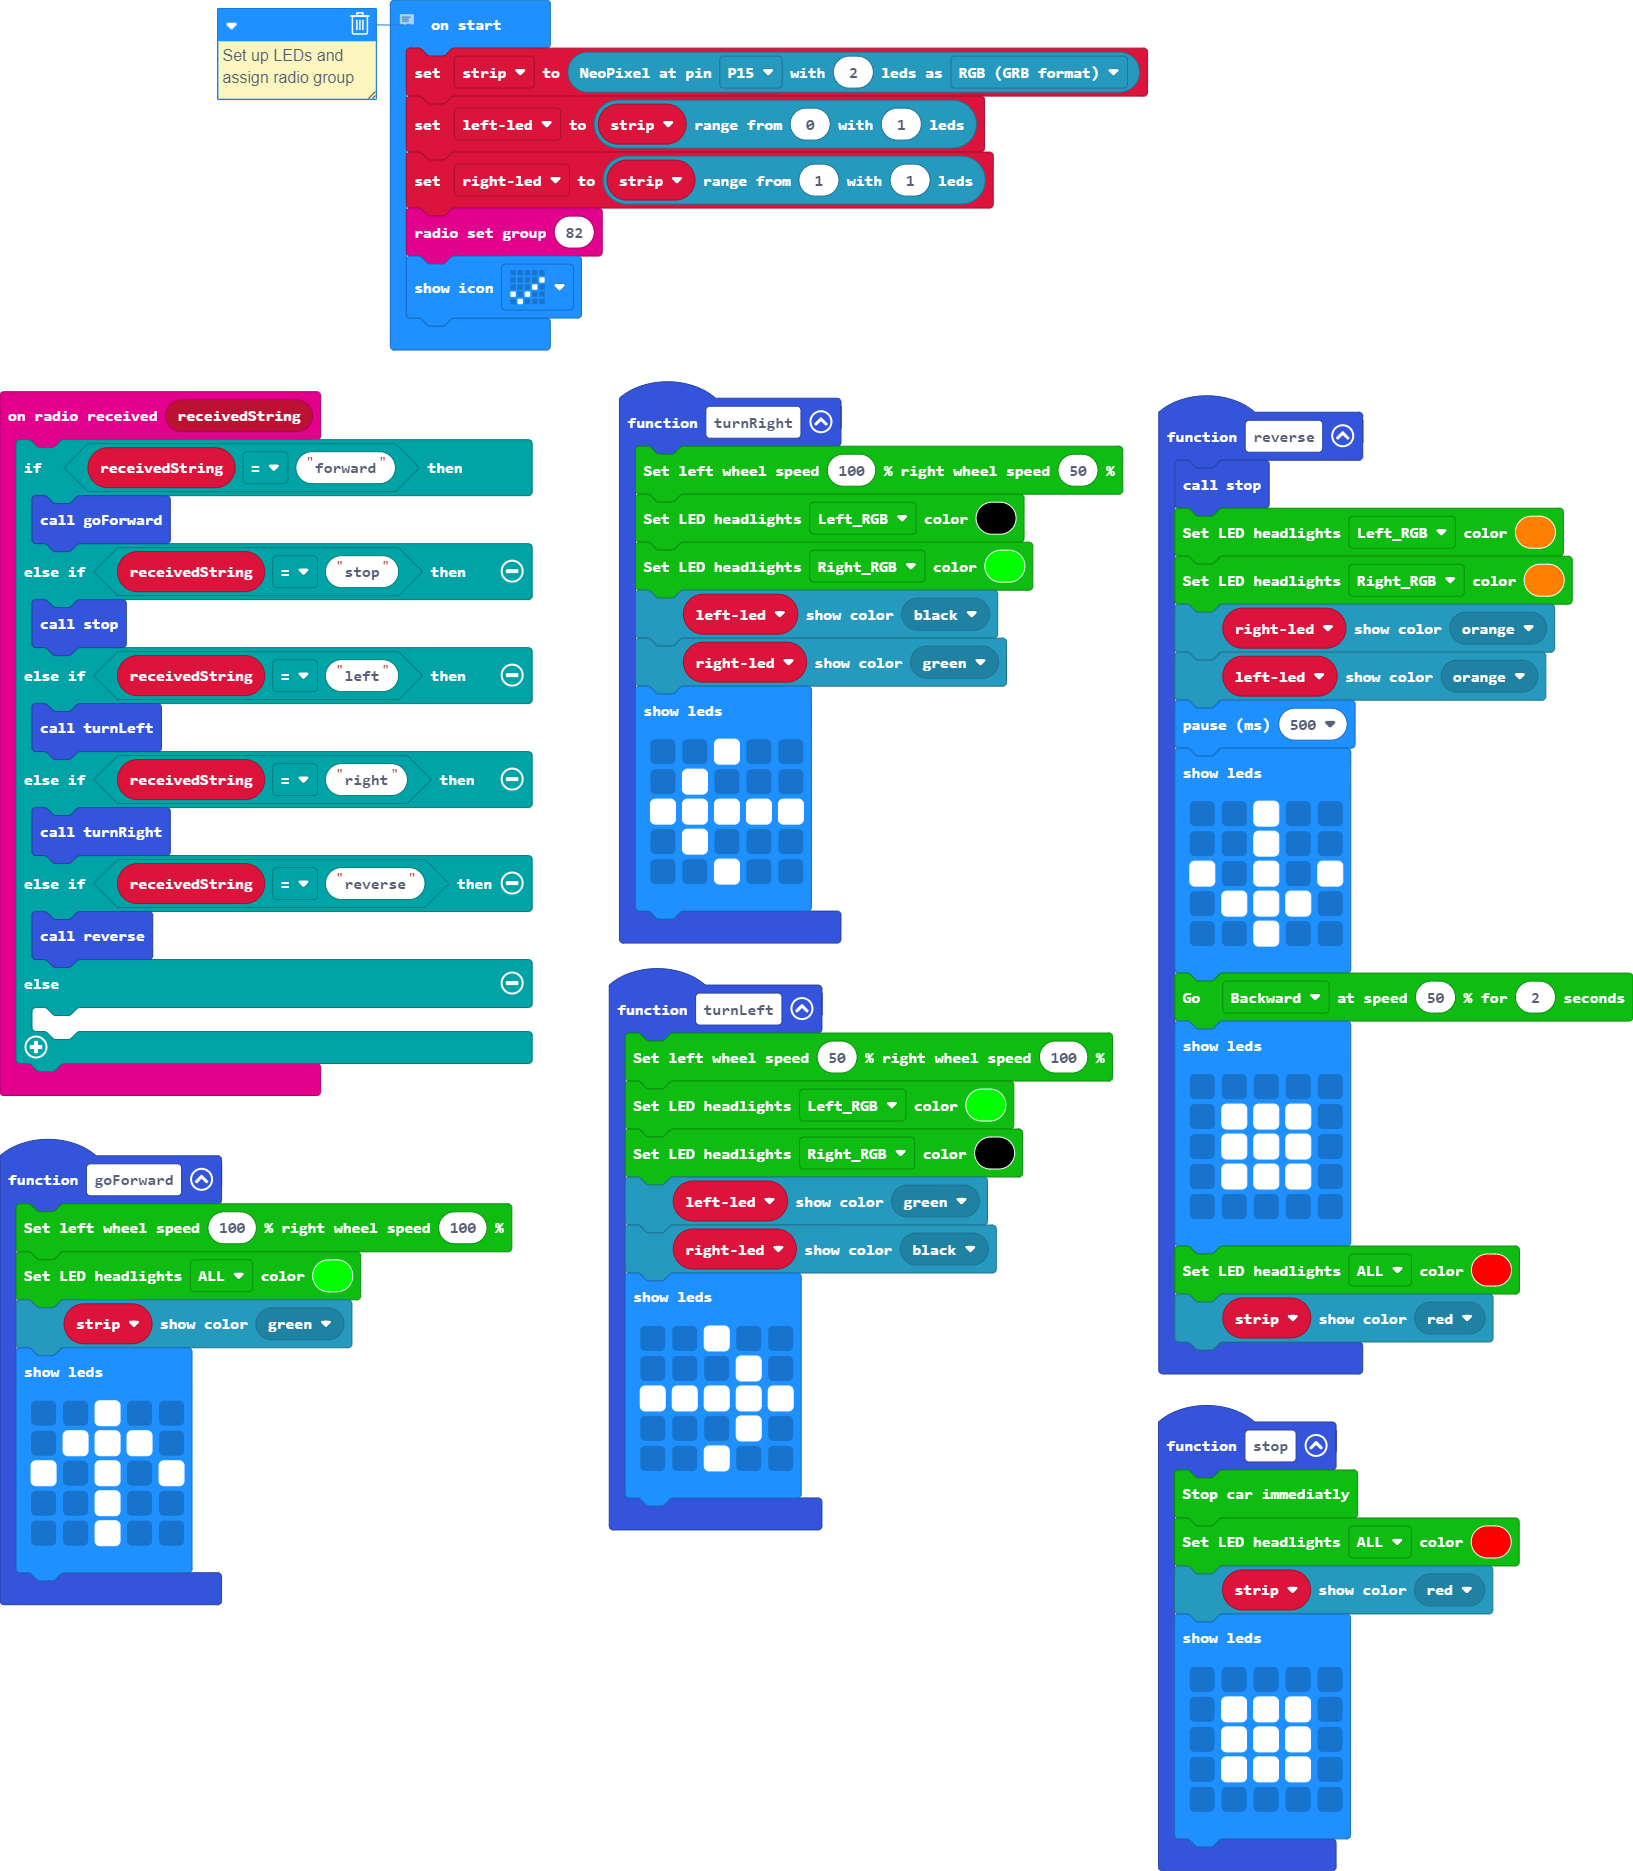 Set up LEDs and
assign radio group
on start
set strip to NeoPixel at pin P15 with 2 leds as RGB (GRB format)
set left-led to strip range from 0 with 1 leds
set right-led to strip range from 1 with 1 leds
radio set group 82
show icon
on radio received receivedString
if receivedString = "forward" then
call goForward
else if receivedString = "stop" then
call stop
else if receivedString = "left" then
call turnLeft
else if receivedString = "right" then
call turnRight
else if receivedString = "reverse" then
call reverse
else
function goForward
Set left wheel speed 100 % right wheel speed 100 %
Set LED headlights ALL color
strip show color green
show leds
function turnRight
Set left wheel speed 100 % right wheel speed 50 %
Set LED headlights Left_RGB color
Set LED headlights Right_RGB color
left-led show color black
right-led show color green
show leds
function turnLeft
Set left wheel speed 50 % right wheel speed 100 %
Set LED headlights Left_RGB color
Set LED headlights Right_RGB color
left-led show color green
right-led show color black
show leds
function reverse
call stop
Set LED headlights Left_RGB color
Set LED headlights Right_RGB color
right-led show color orange
left-led show color orange
pause (ms) 500
show leds
Go Backward at speed 50 % for 2 seconds
show leds
Set LED headlights ALL color
strip show color red
function stop
Stop car immediatly
Set LED headlights ALL color
strip show color red
show leds